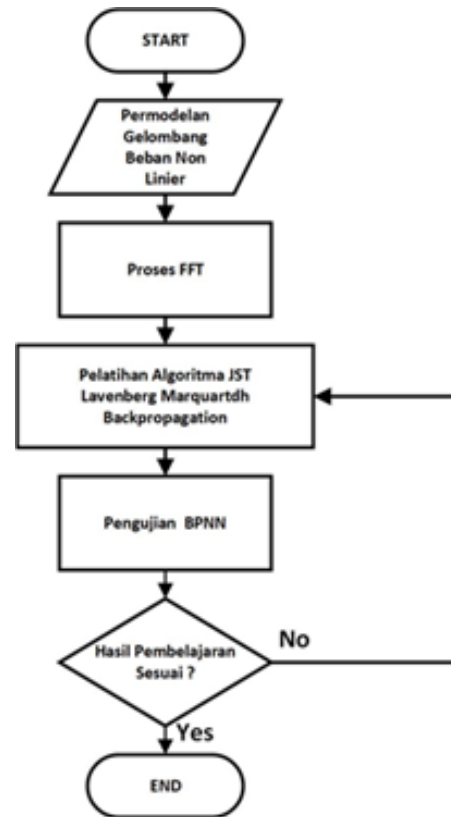 START
Permodelan
Gelombang
Beban Non
Linier
Proses FFT
Pelatihan Algoritma JST
Lavenberg Marquartdh
Backpropagation
Pengujian BPNN
Hasil Pembelajaran
Sesuai ?
No
Yes
END